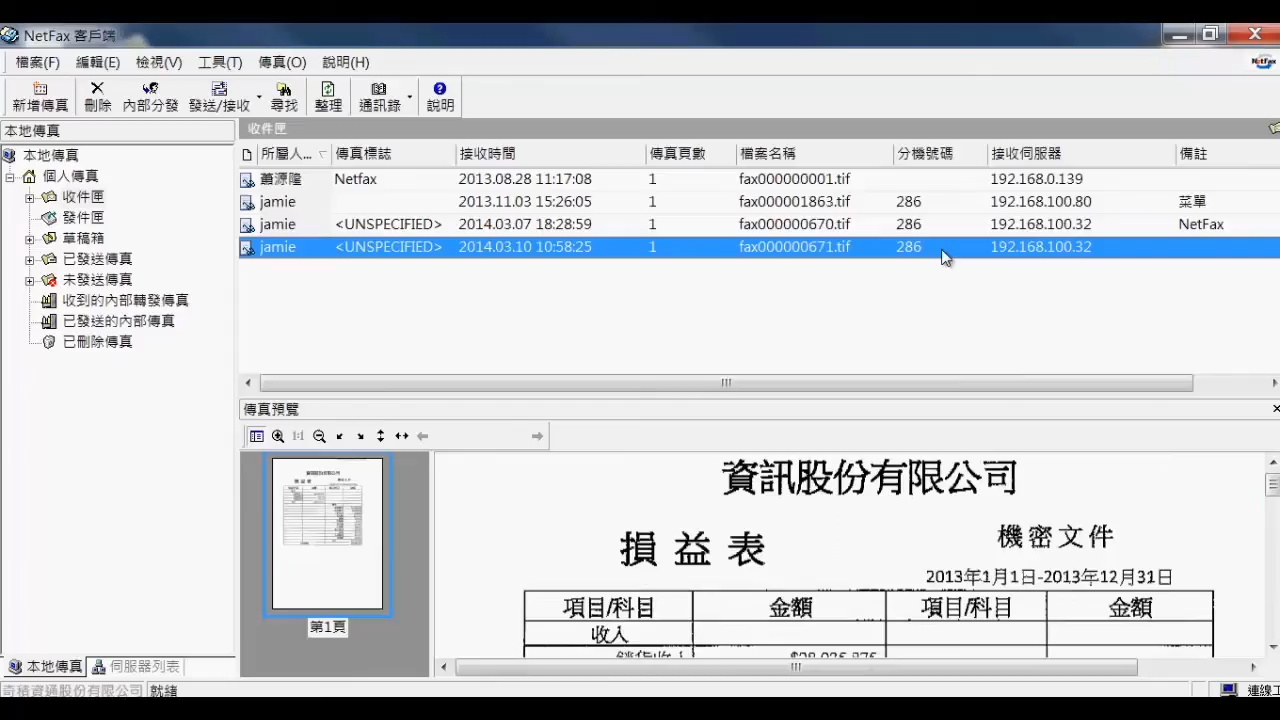 NetFax 客戶端
檔案(F) 編輯(E) 檢視(V) 工具(T) 傳真(O) 說明(H)
NetFax
新增傳真 刪除 內部分發 發送/接收 尋找 整理 通訊錄 說明
本地傳真
本地傳真
個人傳真
收件匣
發件匣
草稿箱
已發送傳真
未發送傳真
收到的內部轉發傳真
已發送的內部傳真
已刪除傳真
收件匣
所屬人... 傳真標誌 接收時間 傳真頁數 檔案名稱 分機號碼 接收伺服器 備註
蕭源隆 Netfax 2013.08.28 11:17:08 1 fax000000001.tif 192.168.0.139
jamie 2013.11.03 15:26:05 1 fax000001863.tif 286 192.168.100.80 菜單
jamie <UNSPECIFIED> 2014.03.07 18:28:59 1 fax000000670.tif 286 192.168.100.32 NetFax
jamie <UNSPECIFIED> 2014.03.10 10:58:25 1 fax000000671.tif 286 192.168.100.32
傳真預覽
1:1
第1頁
資訊股份有限公司
損益表
機密文件
2013年1月1日-2013年12月31日
項目/科目 金額 項目/科目 金額
收入
本地傳真 伺服器列表
奇積資通股份有限公司 就緒